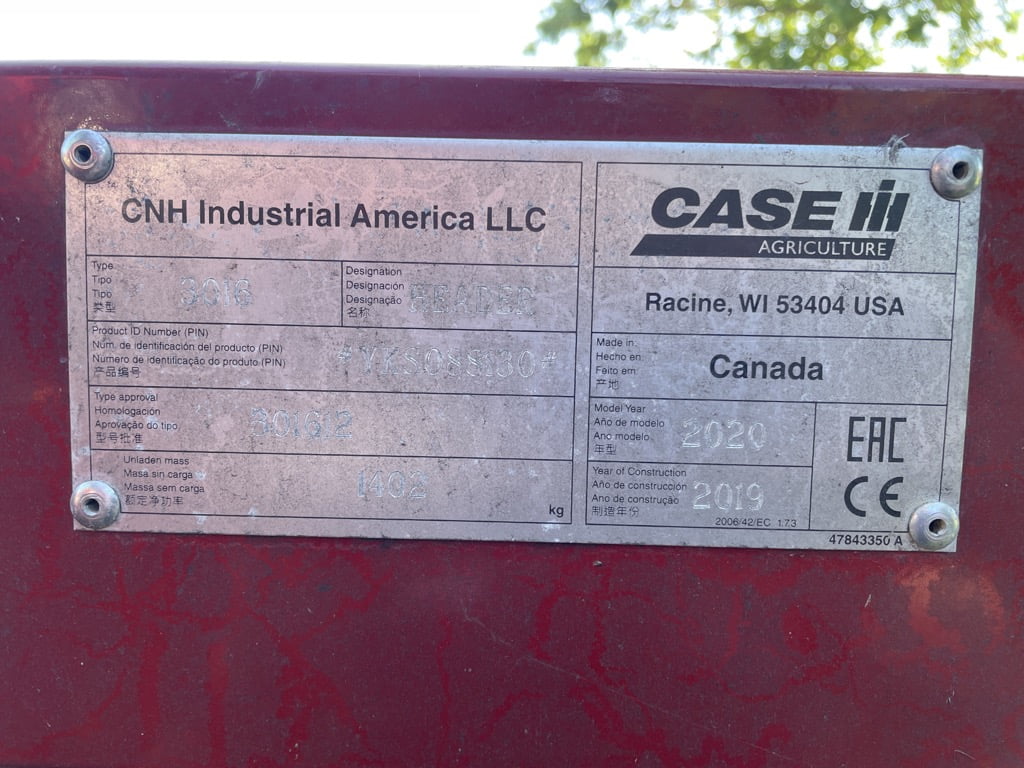 CNH Industrial America LLC
Type
Tipo
Tipo
类型
3016
Designation
Designación
Designação
名称
HEADER
Product ID Number (PIN)
Num. de identificación del producto (PIN)
Número de identificação do produto (PIN)
产品编号
Type approval
Homologación
Aprovação do tipo
型号批准
3016.2
Unladen mass
Masa sin carga
Massa sem carga
额定净功率
1402
kg
CASE IH
AGRICULTURE
Racine, WI 53404 USA
Made in
Hecho en
Feito em
产地
Canada
Model Year
Año de modelo
Ano modelo
年型
2020
Year of Construction
Año de construcción
Ano de construção
制造年份
2019
2006/42/EC 1.7.3
EAC
CE
47843350 A